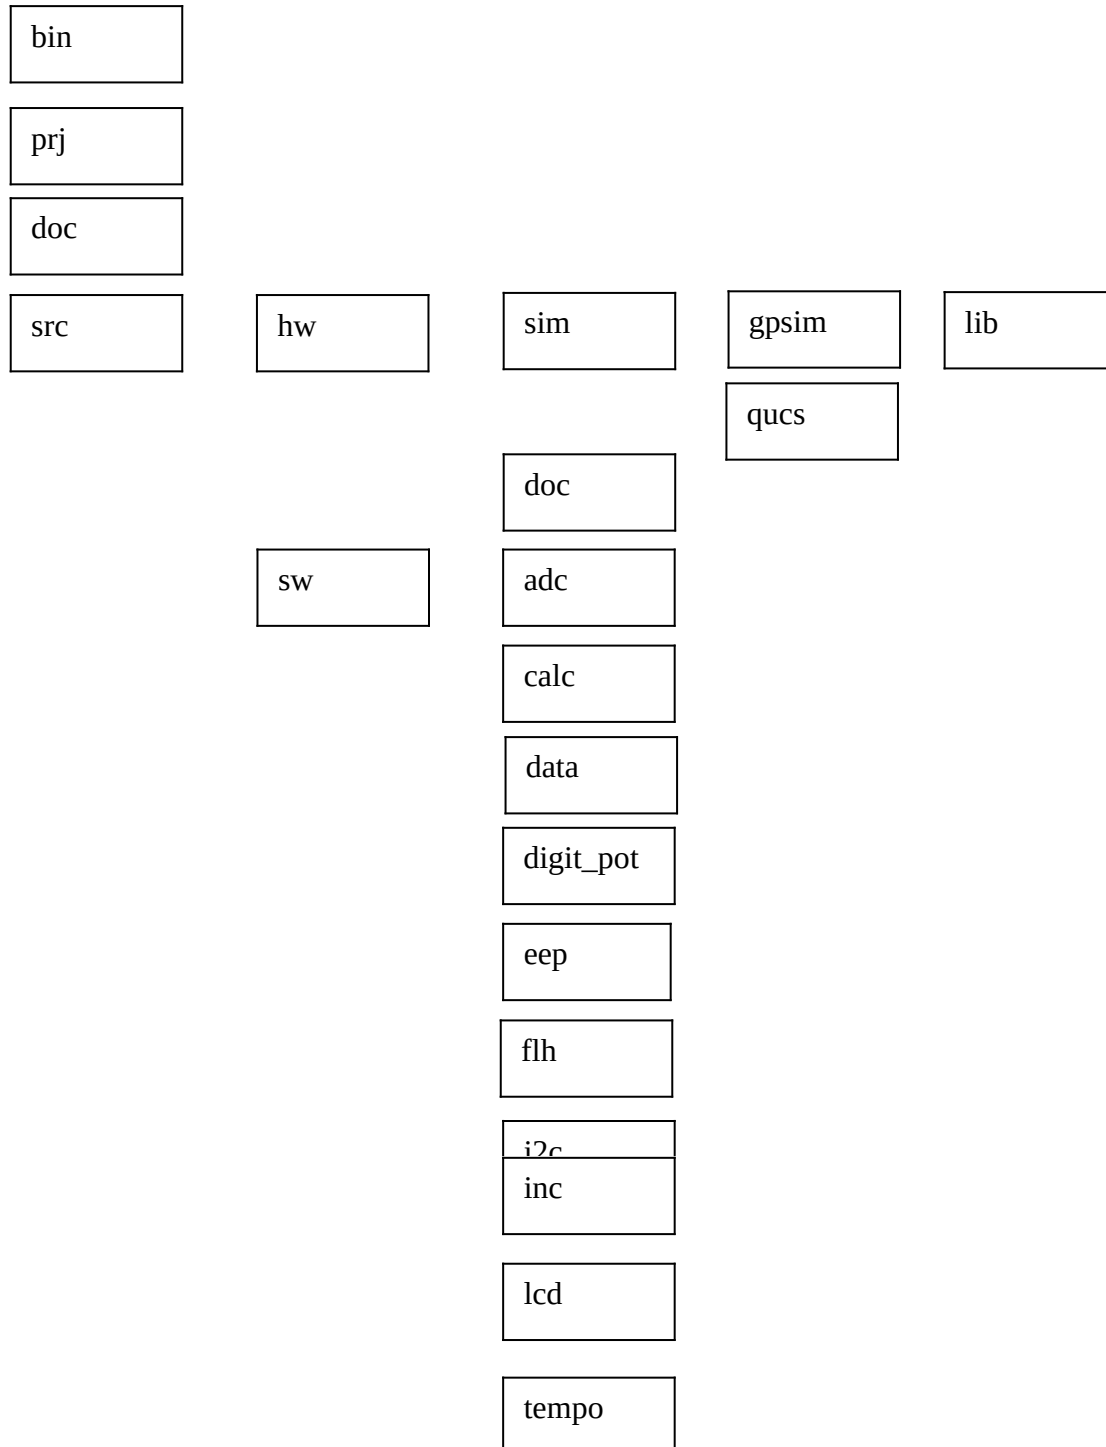 bin
prj
doc
src
hw
sim
gpsim
lib
qucs
doc
sw
adc
calc
data
digit_pot
eep
flh
i2c
inc
lcd
tempo